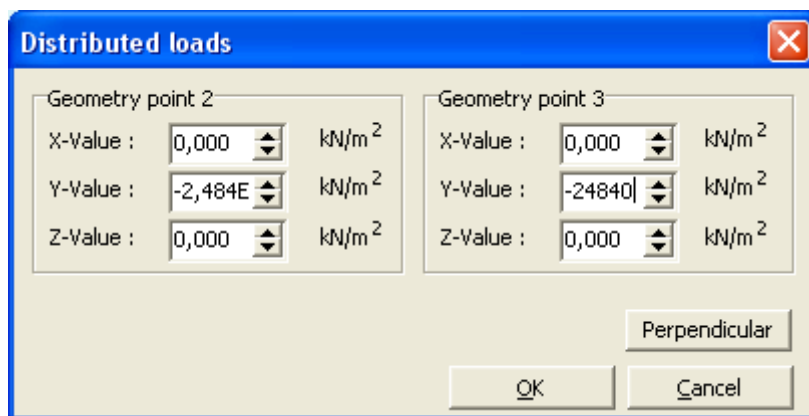 Distributed loads
Geometry point 2 Geometry point 3
X-Value : 0,000 kN/m² X-Value : 0,000 kN/m²
Y-Value : -2,484E kN/m² Y-Value : -24840 kN/m²
Z-Value : 0,000 kN/m² Z-Value : 0,000 kN/m²
Perpendicular
OK Cancel